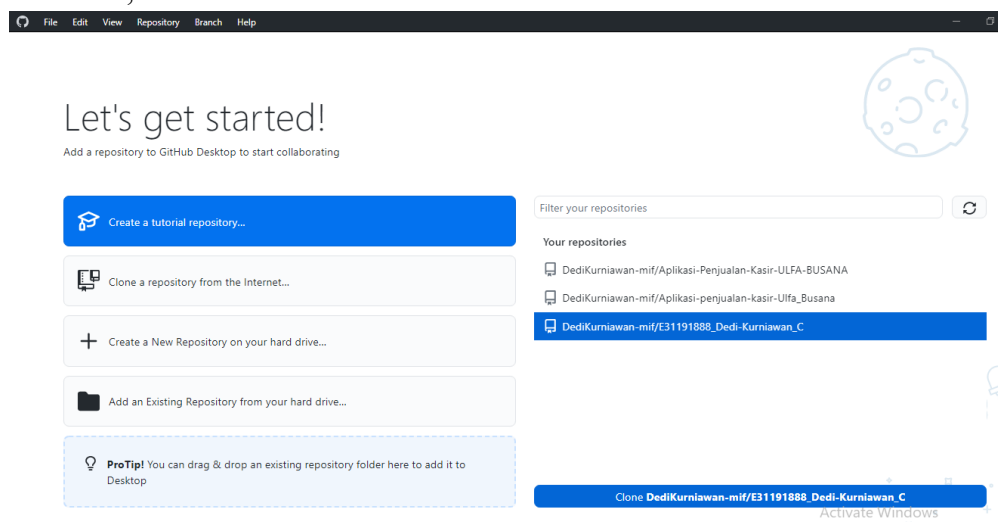 File Edit View Repository Branch Help
Let's get started!
Add a repository to GitHub Desktop to start collaborating
Create a tutorial repository...
Clone a repository from the Internet...
Create a New Repository on your hard drive...
Add an Existing Repository from your hard drive...
ProTip! You can drag & drop an existing repository folder here to add it to
Desktop
Filter your repositories
Your repositories
DediKurniawan-mif/Aplikasi-Penjualan-Kasir-ULFA-BUSANA
DediKurniawan-mif/Aplikasi-penjualan-kasir-Ulfa_Busana
DediKurniawan-mif/E31191888_Dedi-Kurniawan_C
Clone DediKurniawan-mif/E31191888_Dedi-Kurniawan_C
Activate Windows